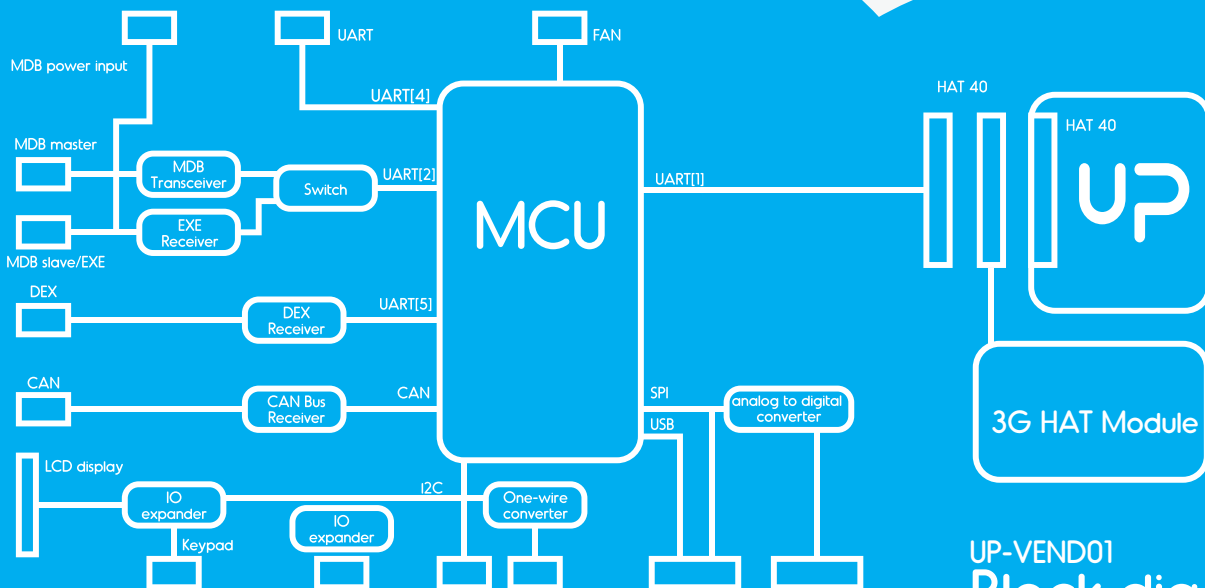 UART
FAN
MDB power input
UART[4]
HAT 40
HAT 40
MDB master
MDB
Transceiver
UART[2]
Switch
UART[1]
UP
MCU
EXE
Receiver
MDB slave/EXE
DEX
UART[5]
DEX
Receiver
CAN
CAN
CAN Bus
Receiver
SPI
analog to digital
converter
USB
3G HAT Module
LCD display
I2C
IO
expander
One-wire
converter
IO
expander
Keypad
UP-VEND01